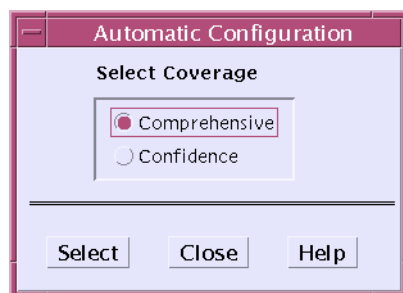 Automatic Configuration
Select Coverage
Comprehensive
Confidence
Select Close Help